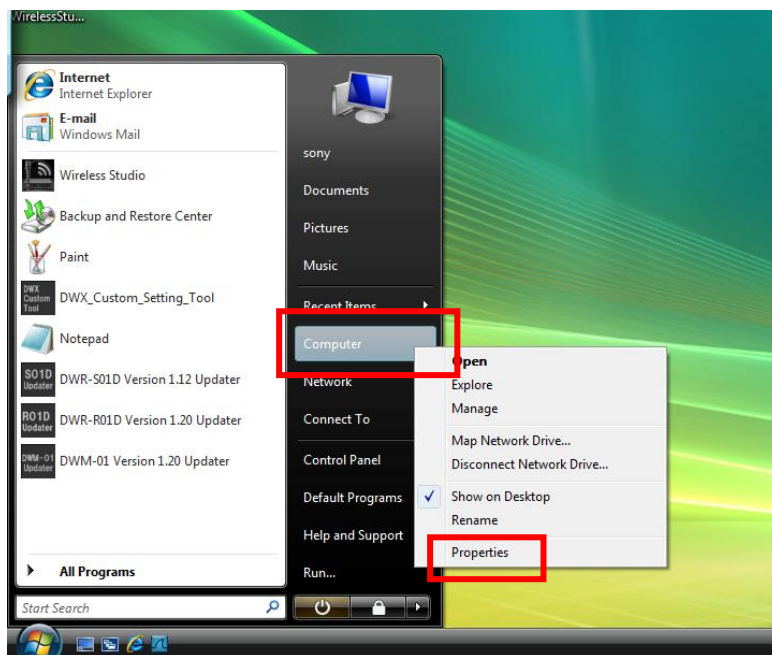 WirelessStu...
Internet
Internet Explorer
E-mail
Windows Mail
Wireless Studio
Backup and Restore Center
Paint
DWX
Custom
Tool
DWX_Custom_Setting_Tool
Notepad
S01D
Updater
DWR-S01D Version 1.12 Updater
R01D
Updater
DWR-R01D Version 1.20 Updater
DWM-01
Updater
DWM-01 Version 1.20 Updater
All Programs
Start Search
sony
Documents
Pictures
Music
Recent Items
Computer
Network
Connect To
Control Panel
Default Programs
Help and Support
Run...
Open
Explore
Manage
Map Network Drive...
Disconnect Network Drive...
Show on Desktop
Rename
Properties